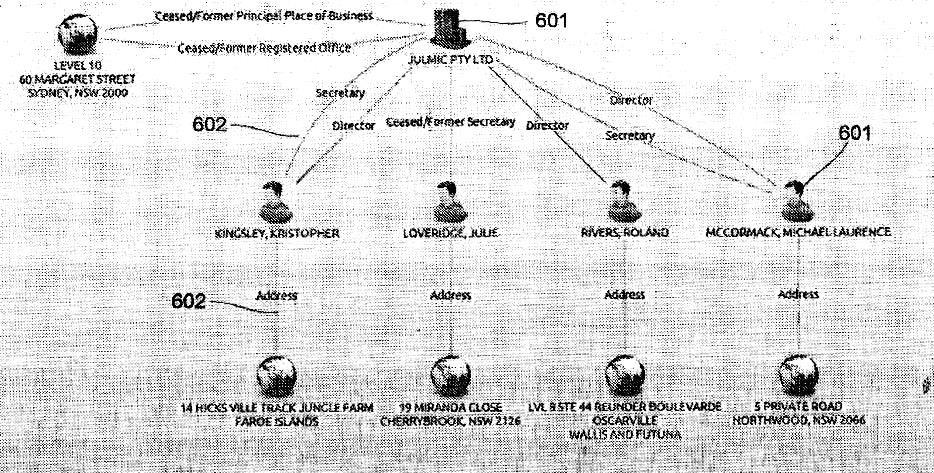 Ceased/Former Principal Place of Business
601
Ceased/Former Registered Office
LEVEL 10
60 MARGARET STREET
SYDNEY, NSW 2000
JULMIC PTY LTD
Secretary
Director
602
Director
Ceased/Former Secretary
Director
Secretary
601
KINGSLEY, KRISTOPHER
LOVERIDGE, JULIE
RIVERS, ROLAND
MCCORMACK, MICHAEL LAURENCE
602
Address
Address
Address
Address
14 HICKS VILLE TRACK JUNGLE FARM
FAROE ISLANDS
19 MIRANDA CLOSE
CHERRYBROOK, NSW 2126
LVL 8 STE 44 REUNDER BOULEVARDE
OSCARVILLE
WALLIS AND FUTUNA
5 PRIVATE ROAD
NORTHWOOD, NSW 2066